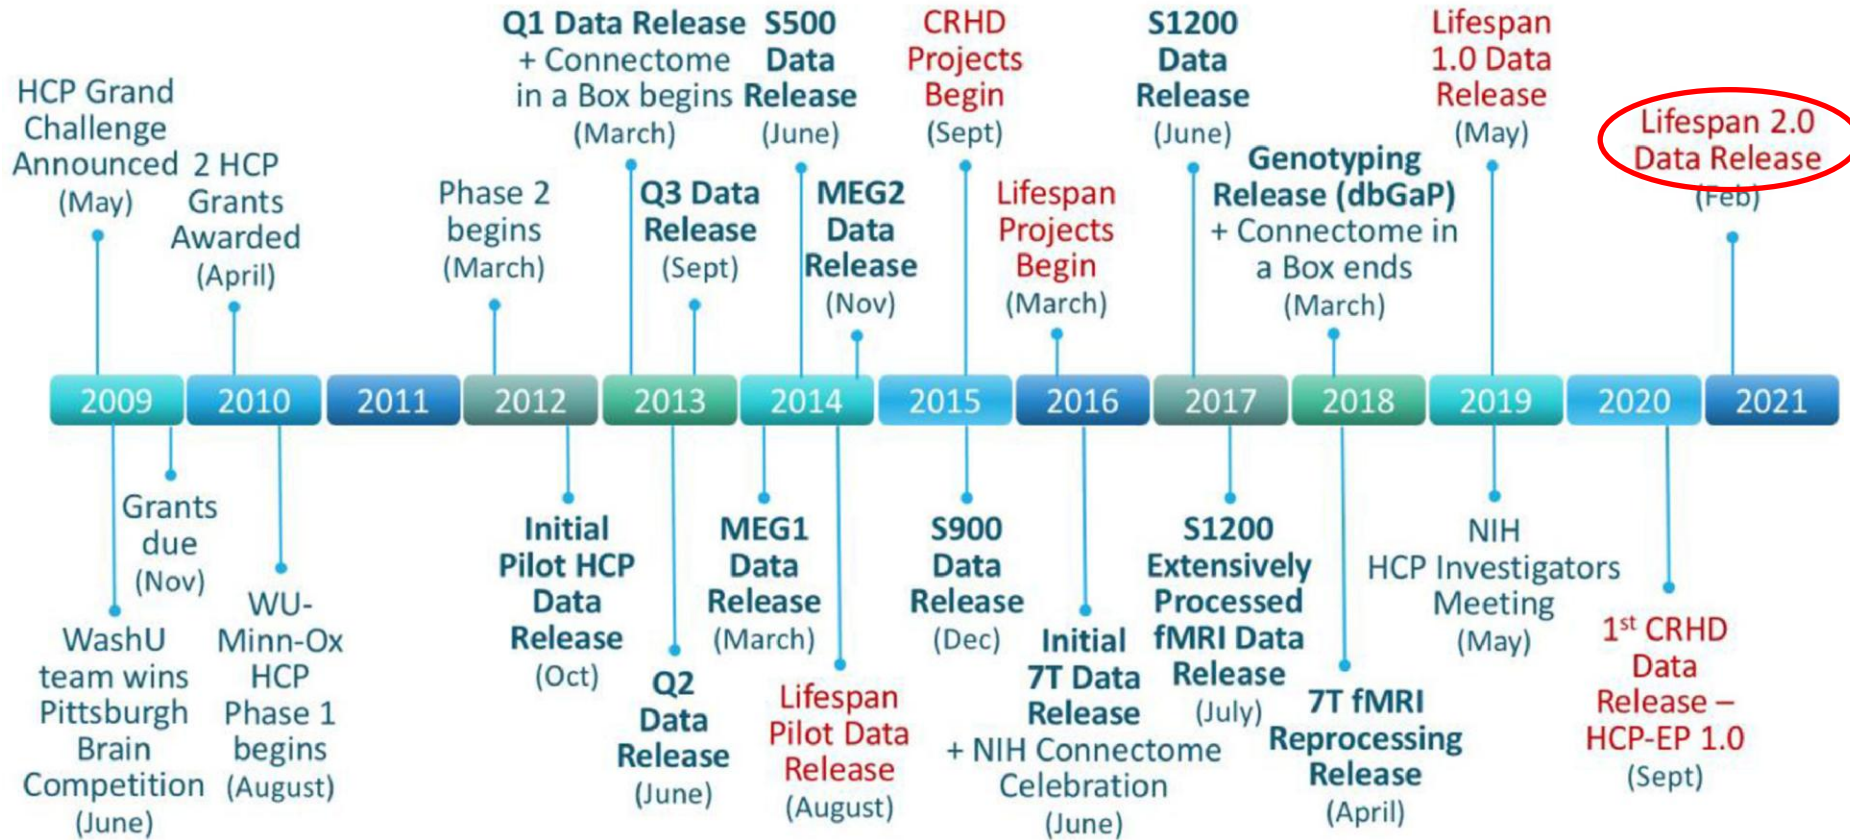 HCP Grand
Challenge
Announced
(May)
2 HCP
Grants
Awarded
(April)
Phase 2
begins
(March)
Q1 Data Release
+ Connectome
in a Box begins
(March)
Q3 Data
Release
(Sept)
S500
Data
Release
(June)
MEG2
Data
Release
(Nov)
CRHD
Projects
Begin
(Sept)
Lifespan
Projects
Begin
(March)
S1200
Data
Release
(June)
Genotyping
Release (dbGaP)
+ Connectome in
a Box ends
(March)
Lifespan
1.0 Data
Release
(May)
Lifespan 2.0
Data Release
(Feb)
2009
2010
2011
2012
2013
2014
2015
2016
2017
2018
2019
2020
2021
WashU
team wins
Pittsburgh
Brain
Competition
(June)
Grants
due
(Nov)
WU-
Minn-Ox
HCP
Phase 1
begins
(August)
Initial
Pilot HCP
Data
Release
(Oct)
Q2
Data
Release
(June)
MEG1
Data
Release
(March)
Lifespan
Pilot Data
Release
(August)
S900
Data
Release
(Dec)
Initial
7T Data
Release
+ NIH Connectome
Celebration
(June)
S1200
Extensively
Processed
fMRI Data
Release
(July)
7T fMRI
Reprocessing
Release
(April)
NIH
HCP Investigators
Meeting
(May)
1st CRHD
Data
Release –
HCP-EP 1.0
(Sept)